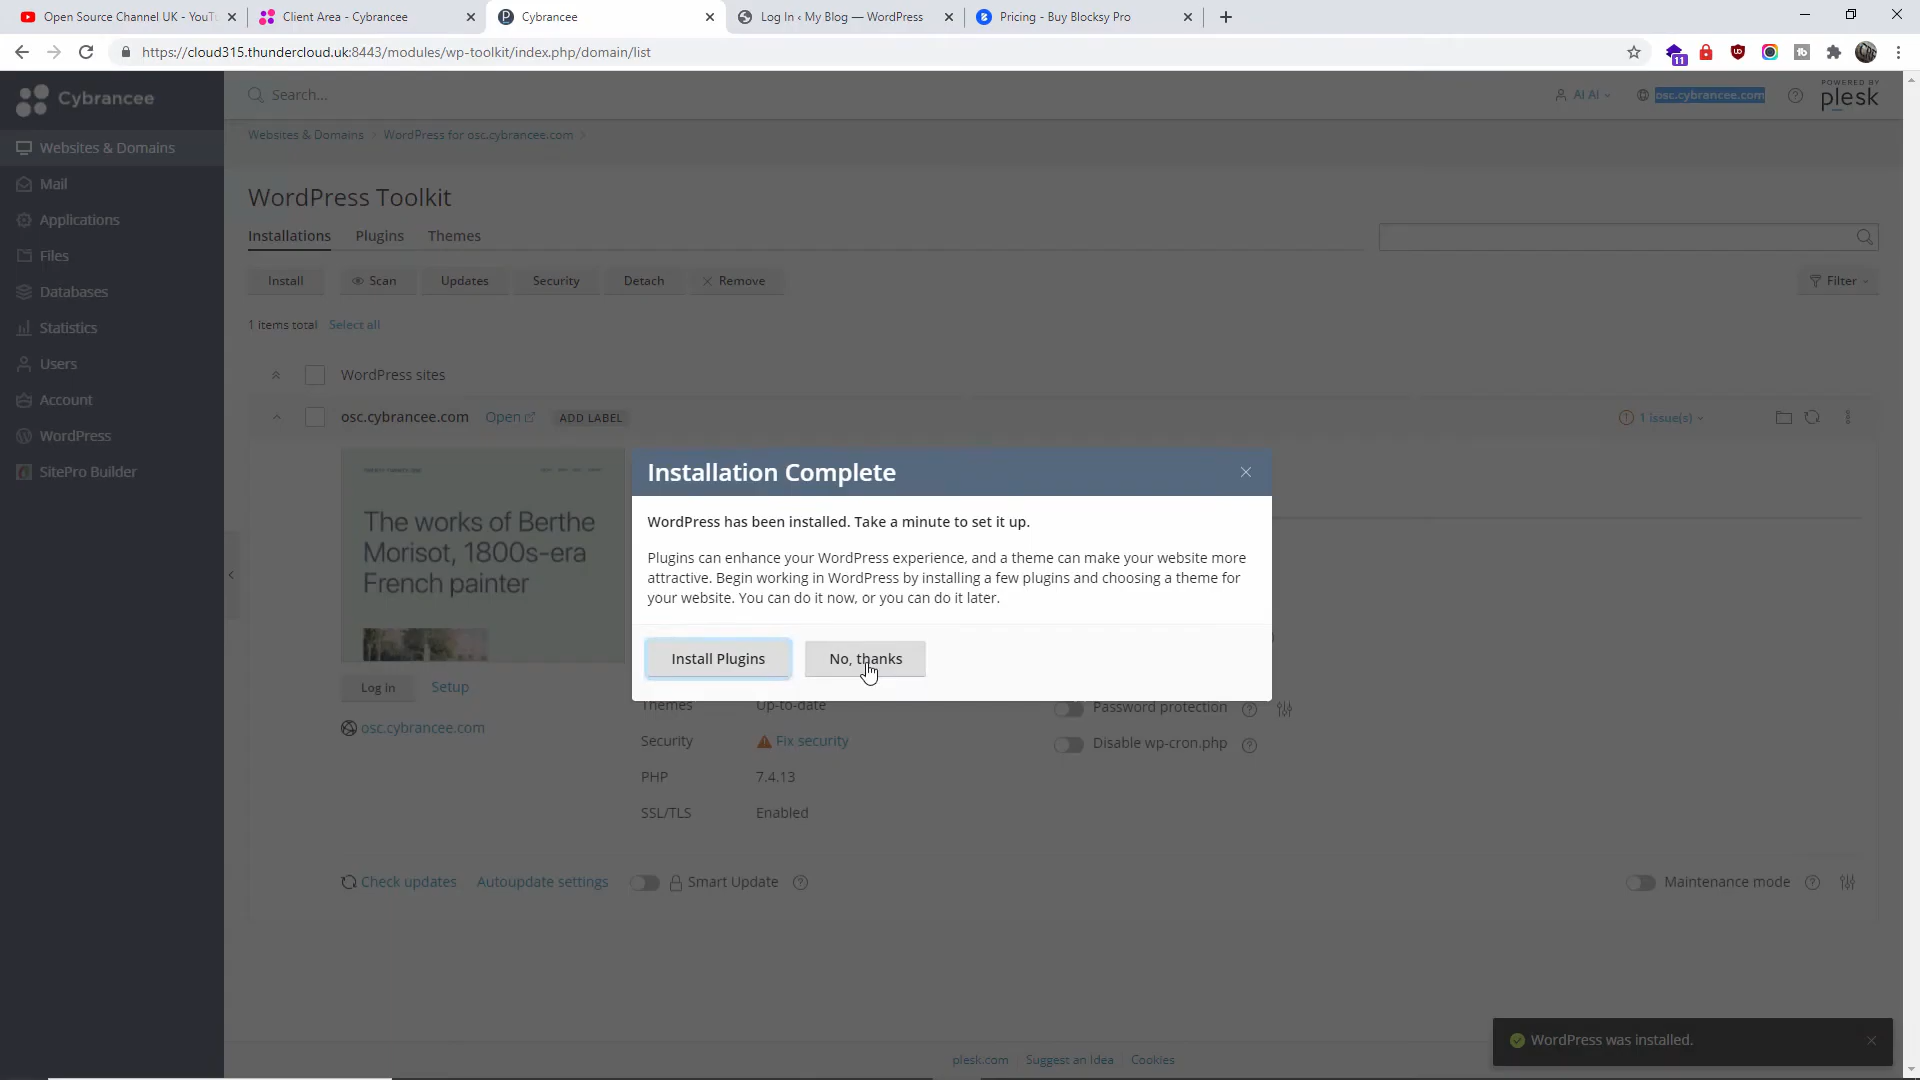 Open Source Channel UK - YouTu
Client Area - Cybrancee
Cybrancee
Log In ‹ My Blog — WordPress
Pricing - Buy Blocksy Pro
https://cloud315.thundercloud.uk:8443/modules/wp-toolkit/index.php/domain/list
11
Cybrancee
Search...
AI AI
osc.cybrancee.com
POWERED BY
plesk
Websites & Domains
WordPress for osc.cybrancee.com
Websites & Domains
Mail
Applications
Files
Databases
Statistics
Users
Account
WordPress
SitePro Builder
WordPress Toolkit
Installations
Plugins
Themes
Install
Scan
Updates
Security
Detach
Remove
Filter
1 items total
Select all
WordPress sites
osc.cybrancee.com
Open
ADD LABEL
1 issue(s)
The works of Berthe
Morisot, 1800s-era
French painter
Installation Complete
WordPress has been installed. Take a minute to set it up.
Plugins can enhance your WordPress experience, and a theme can make your website more
attractive. Begin working in WordPress by installing a few plugins and choosing a theme for
your website. You can do it now, or you can do it later.
Install Plugins
No, thanks
Log in
Setup
osc.cybrancee.com
Themes
Up-to-date
Security
Fix security
PHP
7.4.13
SSL/TLS
Enabled
Password protection
Disable wp-cron.php
Check updates
Autoupdate settings
Smart Update
Maintenance mode
plesk.com
Suggest an Idea
Cookies
WordPress was installed.